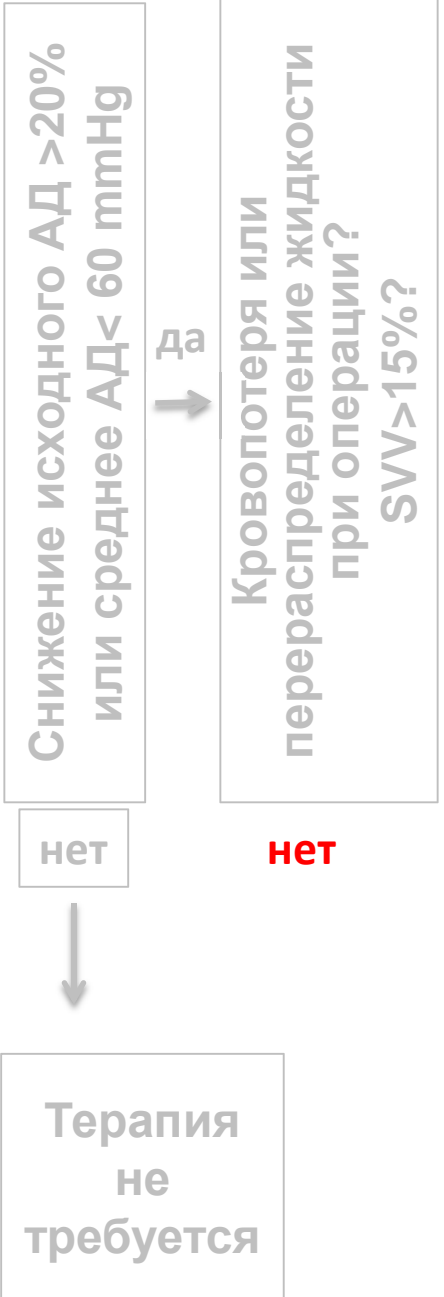 Снижение исходного АД >20%
или среднее АД< 60 mmHg
да
Кровопотеря или
перераспределение жидкости
при операции?
SVV>15%?
нет
нет
Терапия
не
требуется